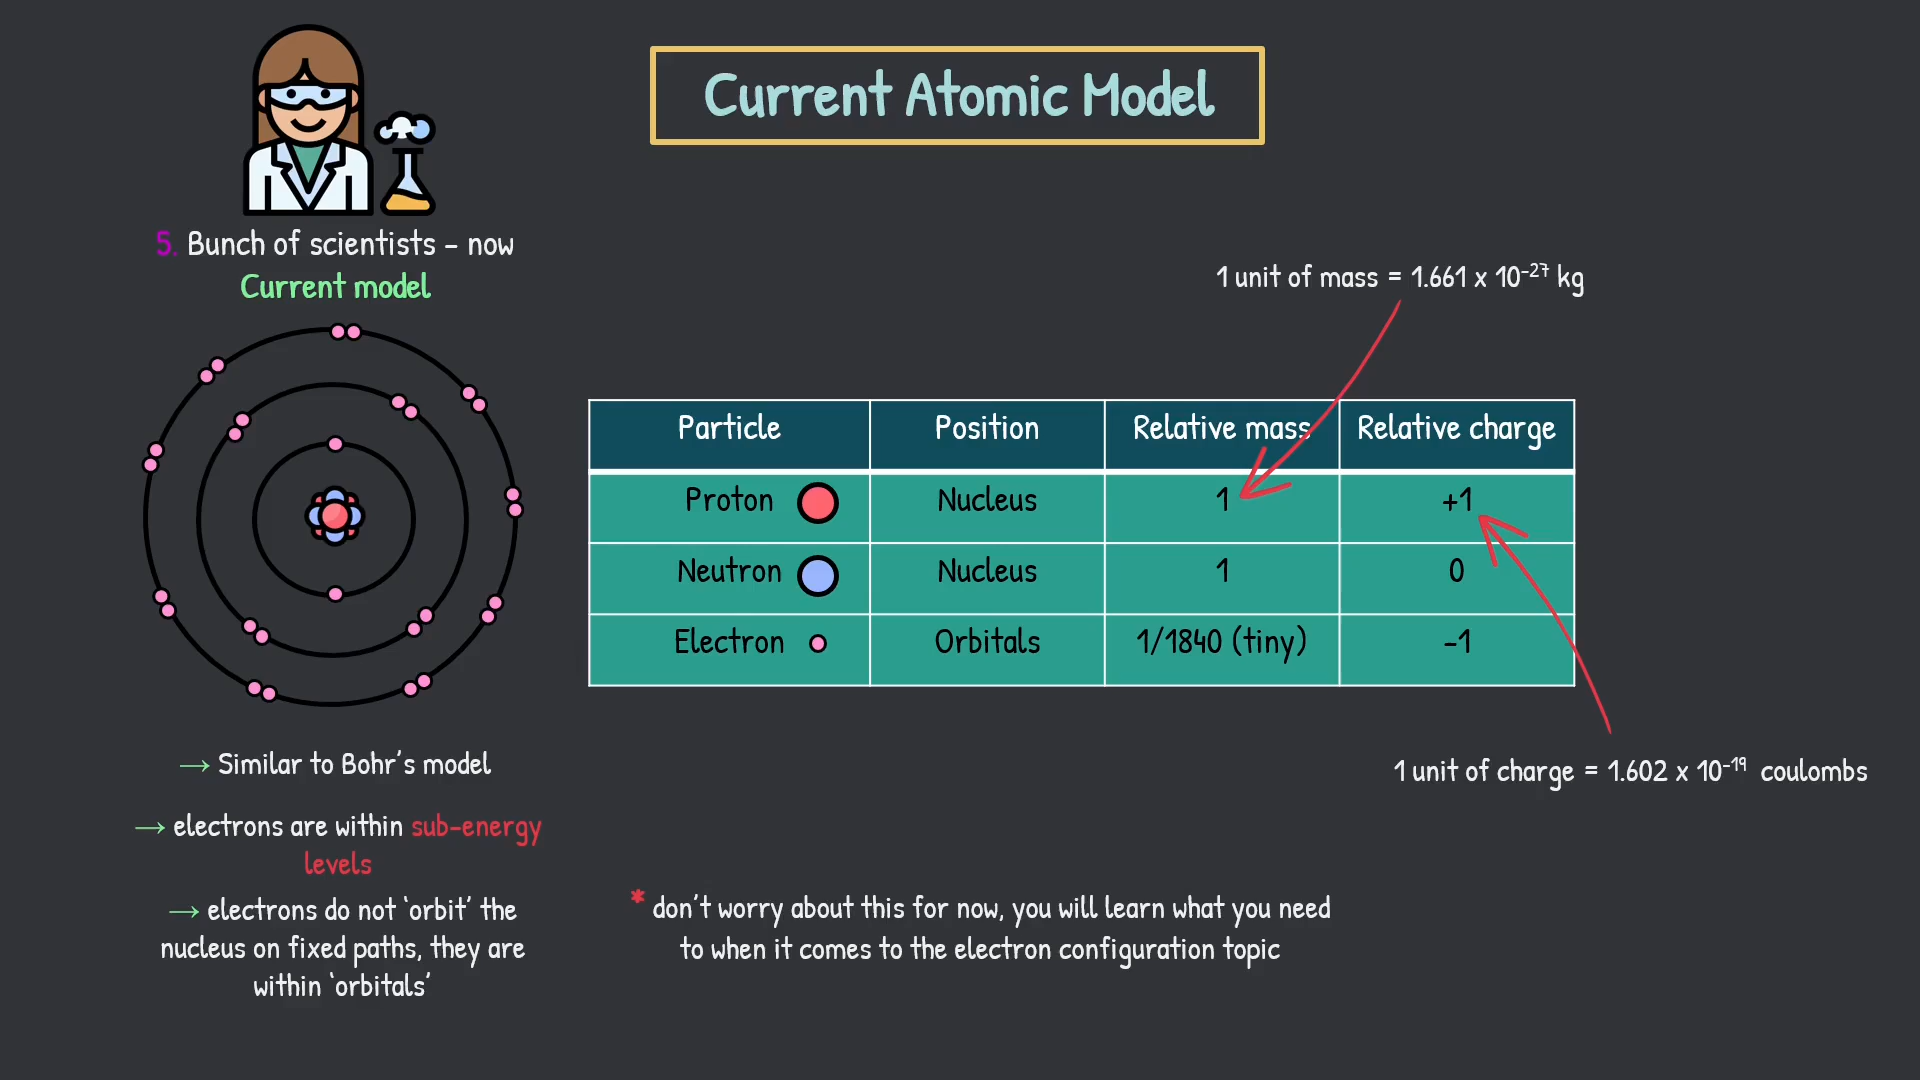 Current Atomic Model
5. Bunch of scientists – now
Current model
→ Similar to Bohr's model
→ electrons are within sub-energy
levels
→ electrons do not 'orbit' the
nucleus on fixed paths, they are
within 'orbitals'
1 unit of mass = 1.661 x 10⁻²⁷ kg
Particle Position Relative mass Relative charge
Proton Nucleus 1 +1
Neutron Nucleus 1 0
Electron Orbitals 1/1840 (tiny) -1
1 unit of charge = 1.602 x 10⁻¹⁹ coulombs
* don't worry about this for now, you will learn what you need
to when it comes to the electron configuration topic